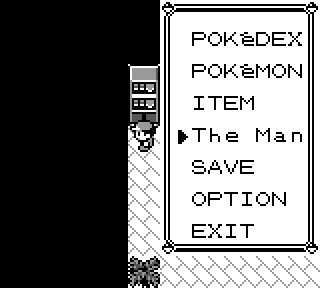 POKéDEX
POKéMON
ITEM
The Man
SAVE
OPTION
EXIT